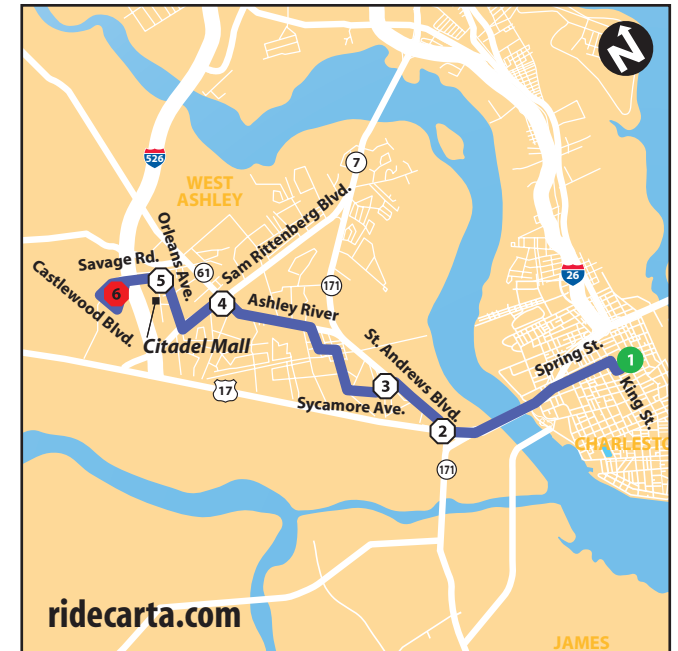 N
7
526
WEST
ASHLEY
Orleans Ave.
Sam Rittenberg Blvd.
Savage Rd.
61
171
26
5
6
Castlewood Blvd.
4
Ashley River
Citadel Mall
St. Andrews Blvd.
Spring St.
1
King St.
17
3
Sycamore Ave.
2
CHARLESTO
171
ridecarta.com
JAMES